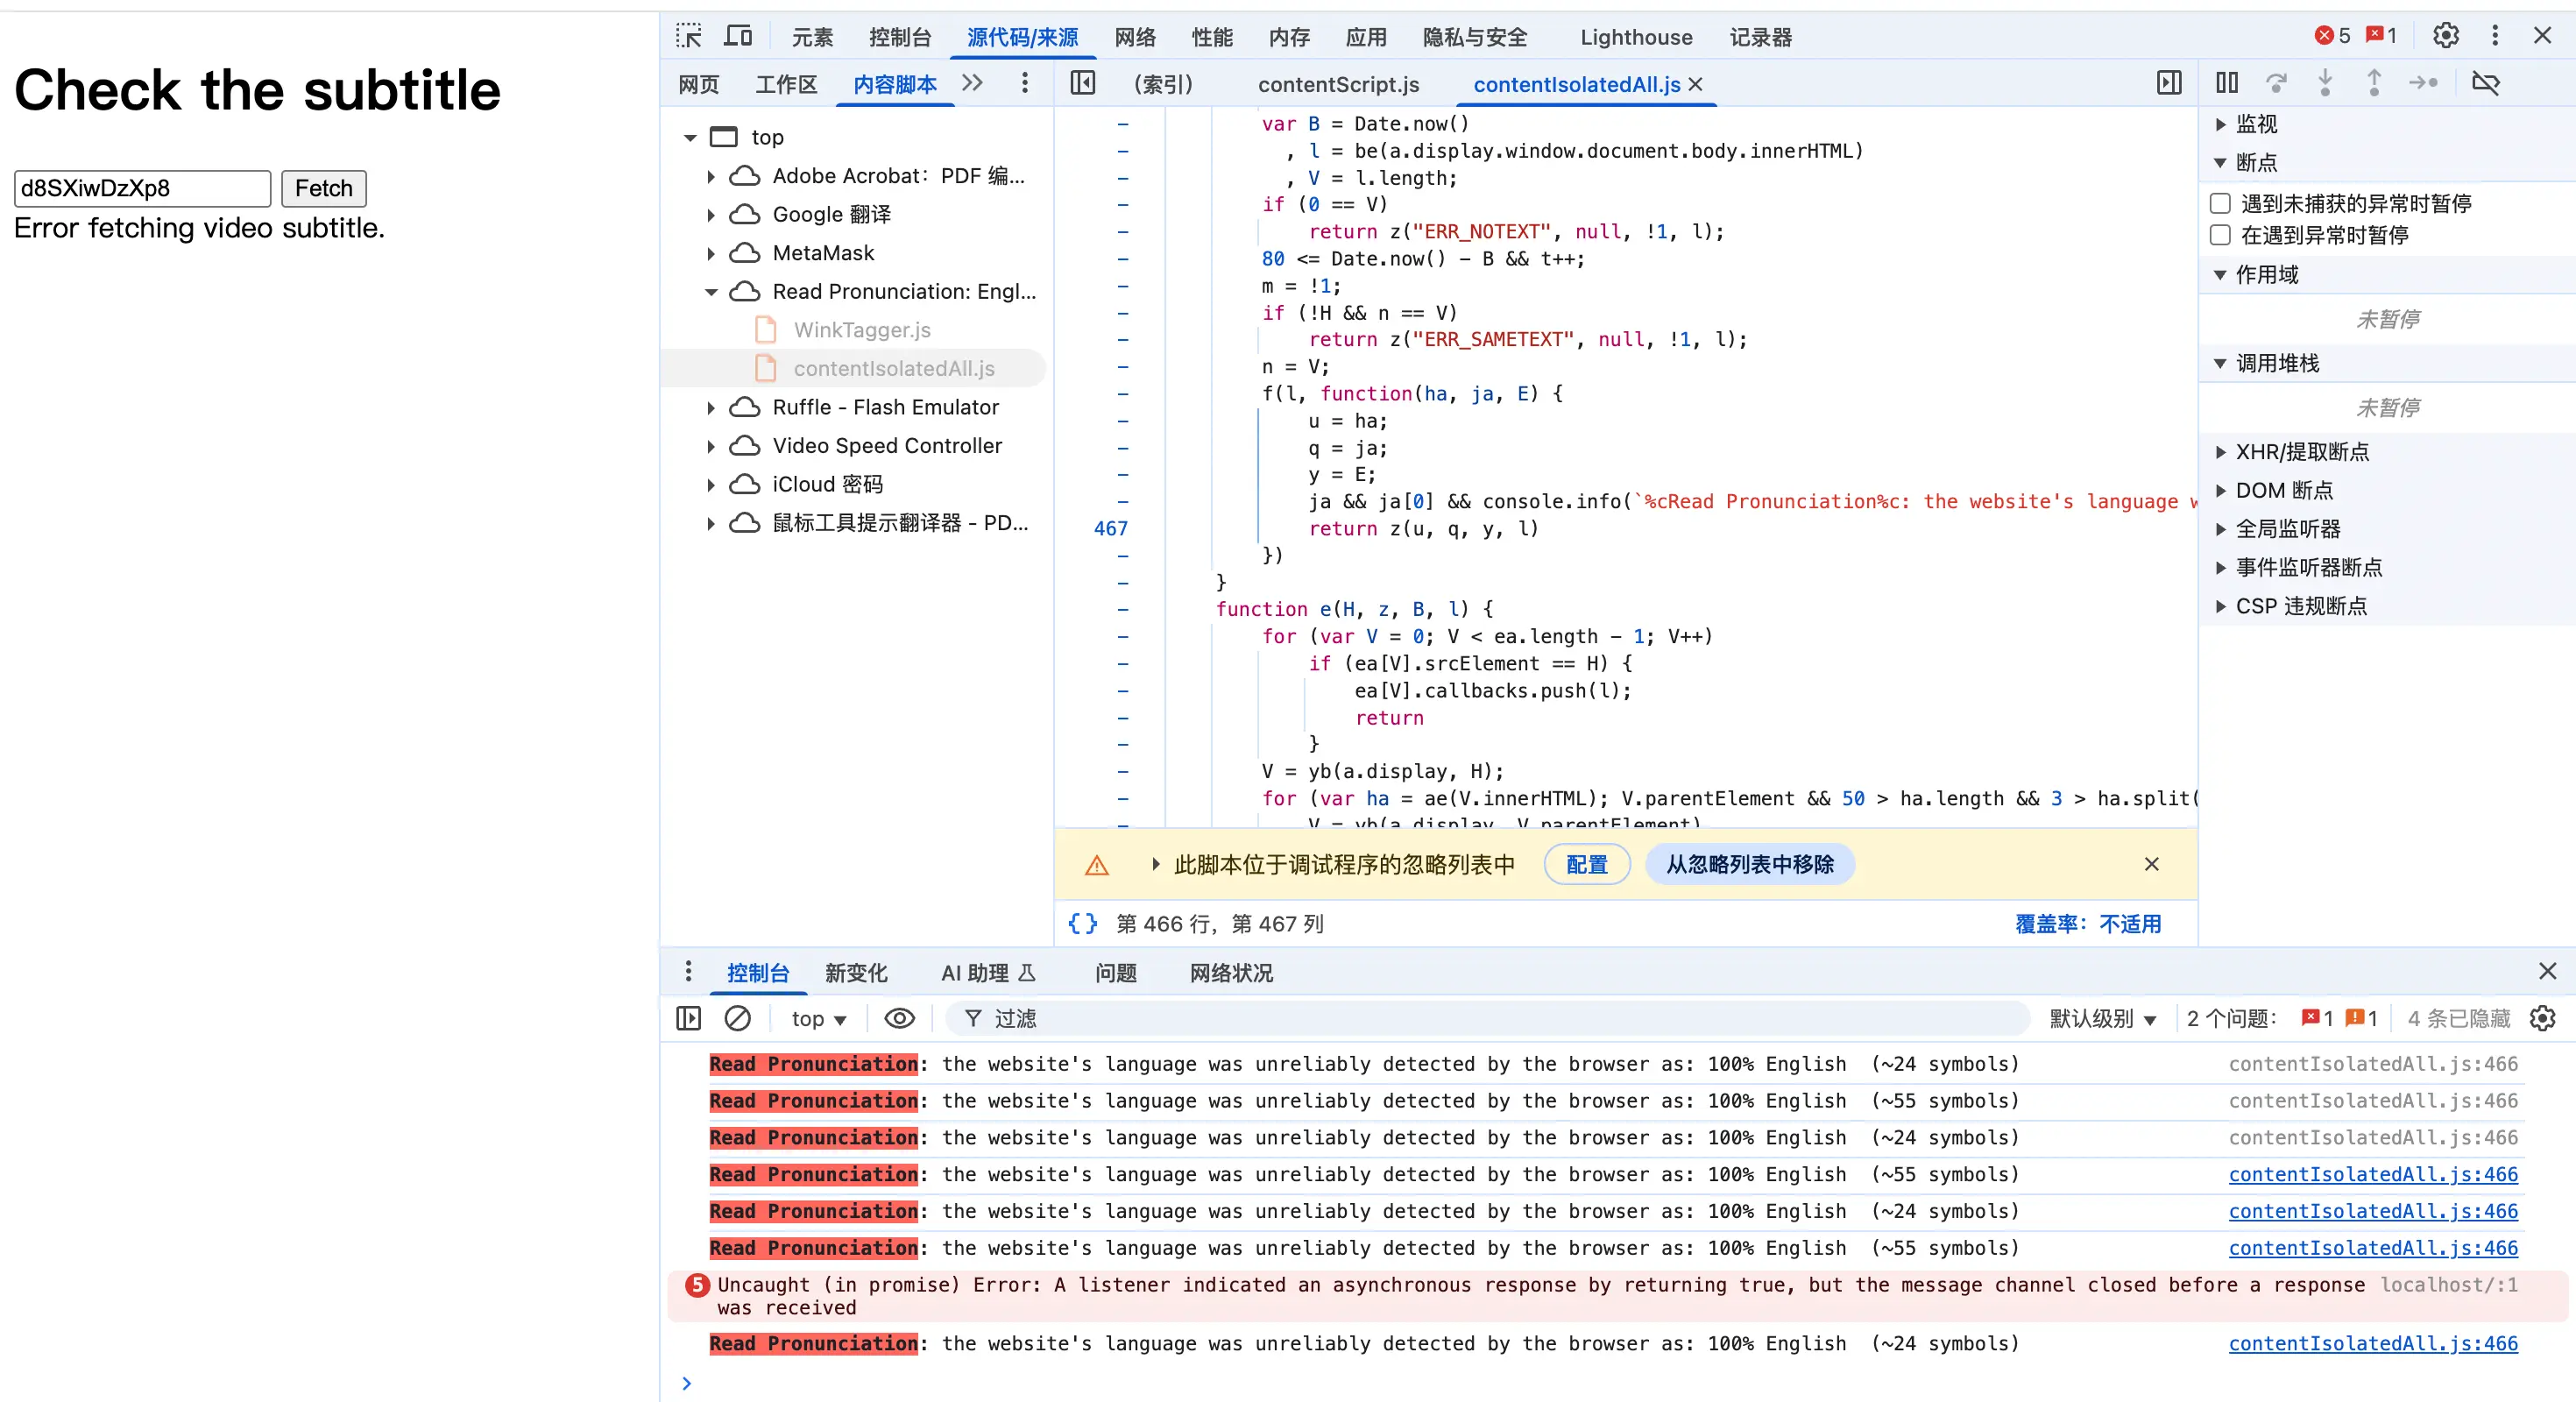 Check the subtitle
d8SXiwDzXp8 Fetch
Error fetching video subtitle.
元素 控制台 源代码/来源 网络 性能 内存 应用 隐私与安全 Lighthouse 记录器 5 1
网页 工作区 内容脚本 (索引) contentScript.js contentIsolatedAll.js
top
Adobe Acrobat：PDF 编...
Google 翻译
MetaMask
Read Pronunciation: Engl...
WinkTagger.js
contentIsolatedAll.js
Ruffle - Flash Emulator
Video Speed Controller
iCloud 密码
鼠标工具提示翻译器 - PD...
var B = Date.now()
, l = be(a.display.window.document.body.innerHTML)
, V = l.length;
if (0 == V)
return z("ERR_NOTEXT", null, !1, l);
80 <= Date.now() - B && t++;
m = !1;
if (!H && n == V)
return z("ERR_SAMETEXT", null, !1, l);
n = V;
f(l, function(ha, ja, E) {
u = ha;
q = ja;
y = E;
ja && ja[0] && console.info(`%cRead Pronunciation%c: the website's language w
467 return z(u, q, y, l)
})
}
function e(H, z, B, l) {
for (var V = 0; V < ea.length - 1; V++)
if (ea[V].srcElement == H) {
ea[V].callbacks.push(l);
return
}
V = yb(a.display, H);
for (var ha = ae(V.innerHTML); V.parentElement && 50 > ha.length && 3 > ha.split(
V = yb(a.display, V.parentElement)
此脚本位于调试程序的忽略列表中 配置 从忽略列表中移除
{} 第 466 行，第 467 列 覆盖率：不适用
监视
断点
遇到未捕获的异常时暂停
在遇到异常时暂停
作用域
未暂停
调用堆栈
未暂停
XHR/提取断点
DOM 断点
全局监听器
事件监听器断点
CSP 违规断点
控制台 新变化 AI 助理 问题 网络状况
top 过滤 默认级别 2 个问题： 1 1 4 条已隐藏
Read Pronunciation: the website's language was unreliably detected by the browser as: 100% English (~24 symbols) contentIsolatedAll.js:466
Read Pronunciation: the website's language was unreliably detected by the browser as: 100% English (~55 symbols) contentIsolatedAll.js:466
Read Pronunciation: the website's language was unreliably detected by the browser as: 100% English (~24 symbols) contentIsolatedAll.js:466
Read Pronunciation: the website's language was unreliably detected by the browser as: 100% English (~55 symbols) contentIsolatedAll.js:466
Read Pronunciation: the website's language was unreliably detected by the browser as: 100% English (~24 symbols) contentIsolatedAll.js:466
Read Pronunciation: the website's language was unreliably detected by the browser as: 100% English (~55 symbols) contentIsolatedAll.js:466
5 Uncaught (in promise) Error: A listener indicated an asynchronous response by returning true, but the message channel closed before a response localhost/:1
was received
Read Pronunciation: the website's language was unreliably detected by the browser as: 100% English (~24 symbols) contentIsolatedAll.js:466